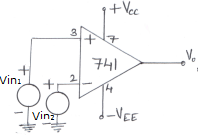 +VCC
3 + 7
Vin1 + 741 Vo
+ 2 −
Vin2 4
−
−
-VEE